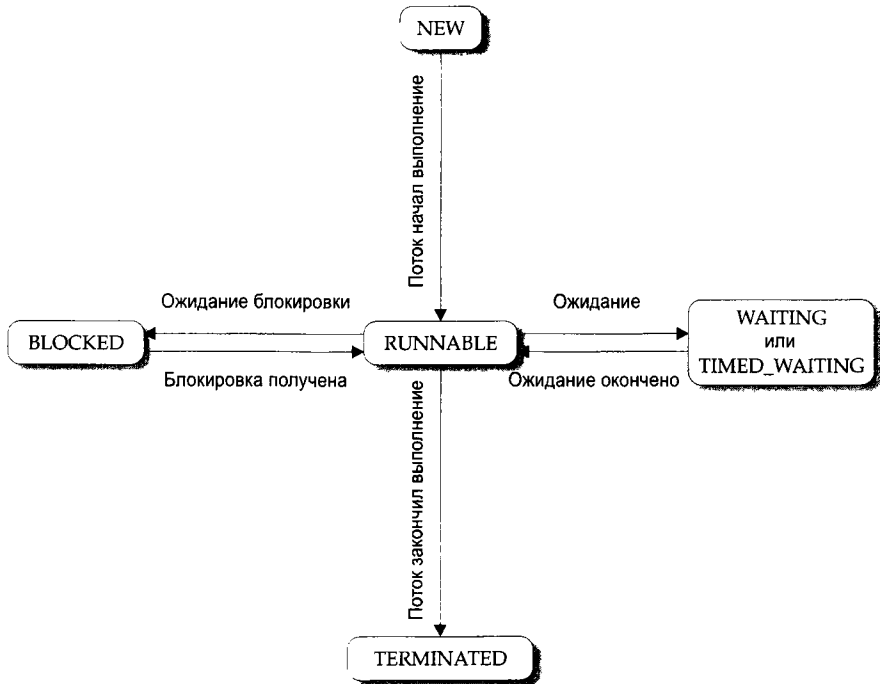 NEW
Поток начал выполнение
Ожидание блокировки
Ожидание
BLOCKED
RUNNABLE
WAITING
или
TIMED_WAITING
Блокировка получена
Ожидание окончено
Поток закончил выполнение
TERMINATED